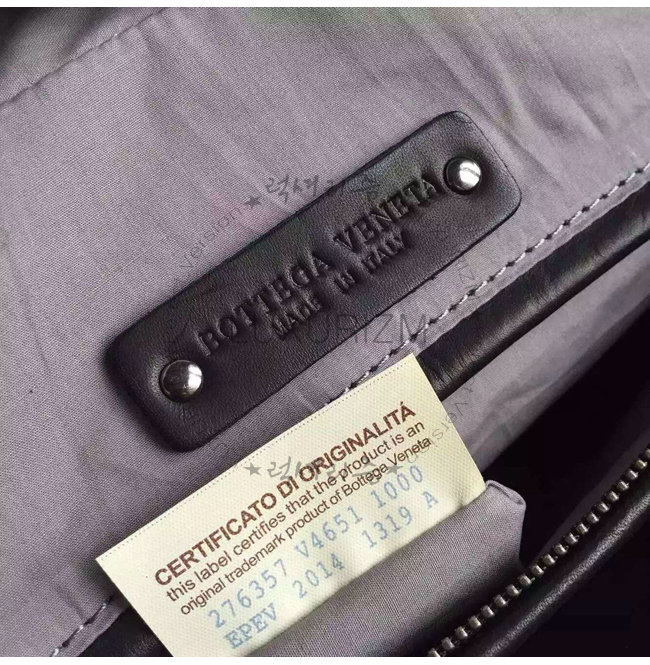 BOTTEGA VENETA
MADE IN ITALY
LUXURIZM
CERTIFICATO DI ORIGINALITÁ
this label certifies that the product is an
original trademark product of Bottega Veneta
276357 V4651 1000
EPEV 2014 1319 A